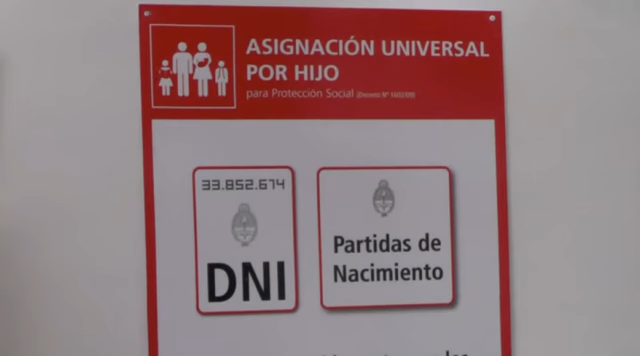 ASIGNACIÓN UNIVERSAL
POR HIJO
para Protección Social (Decreto Nº 1602/09)
33.852.674
DNI
Partidas de
Nacimiento